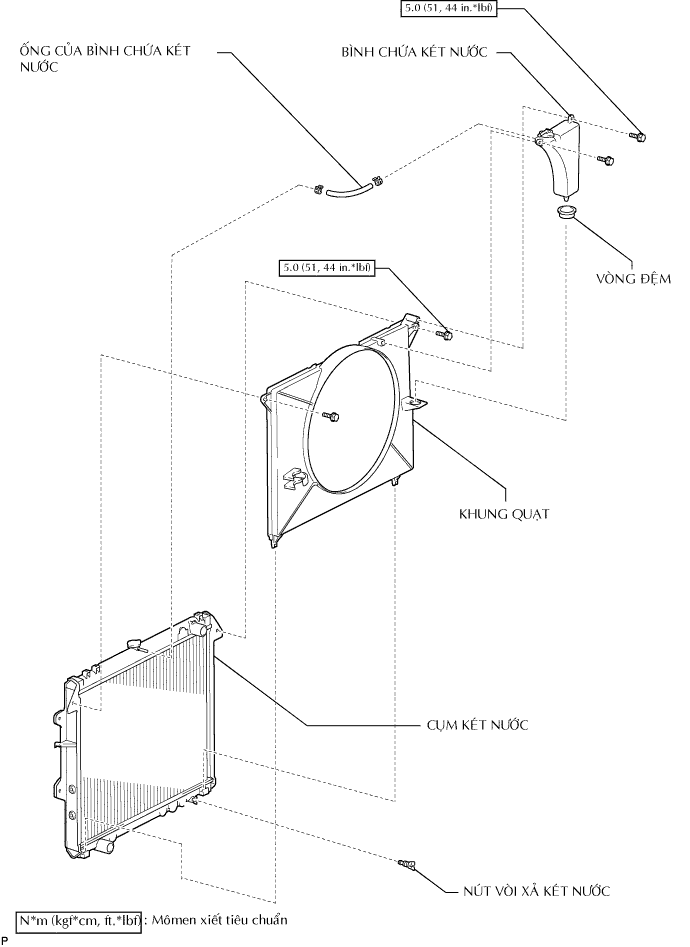 5.0 (51, 44 in.*lbf)
ỐNG CỦA BÌNH CHỨA KÉT
NƯỚC
BÌNH CHỨA KÉT NƯỚC
VÒNG ĐỆM
5.0 (51, 44 in.*lbf)
KHUNG QUẠT
CỤM KÉT NƯỚC
NÚT VÒI XẢ KÉT NƯỚC
N*m (kgf*cm, ft.*lbf) : Mômen xiết tiêu chuẩn
P